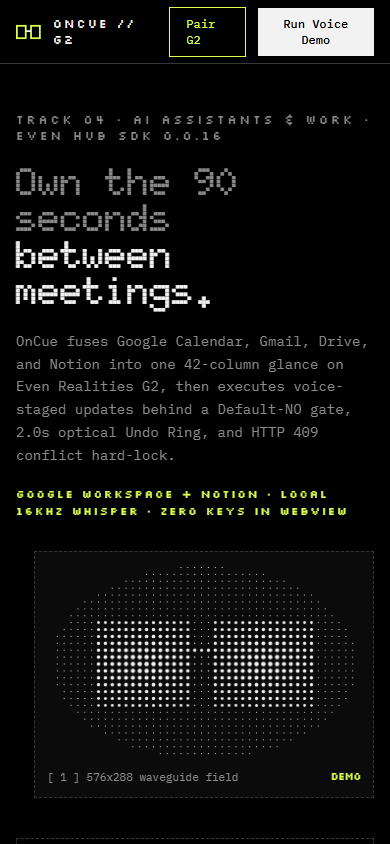 ONCUE //
G2
Pair
G2
Run Voice
Demo
TRACK 04 · AI ASSISTANTS & WORK ·
EVEN HUB SDK 0.0.16
Own the 90
seconds
between
meetings.
OnCue fuses Google Calendar, Gmail, Drive,
and Notion into one 42-column glance on
Even Realities G2, then executes voice-
staged updates behind a Default-NO gate,
2.0s optical Undo Ring, and HTTP 409
conflict hard-lock.
GOOGLE WORKSPACE + NOTION · LOCAL
16KHZ WHISPER · ZERO KEYS IN WEBVIEW
[ 1 ] 576x288 waveguide field
DEMO